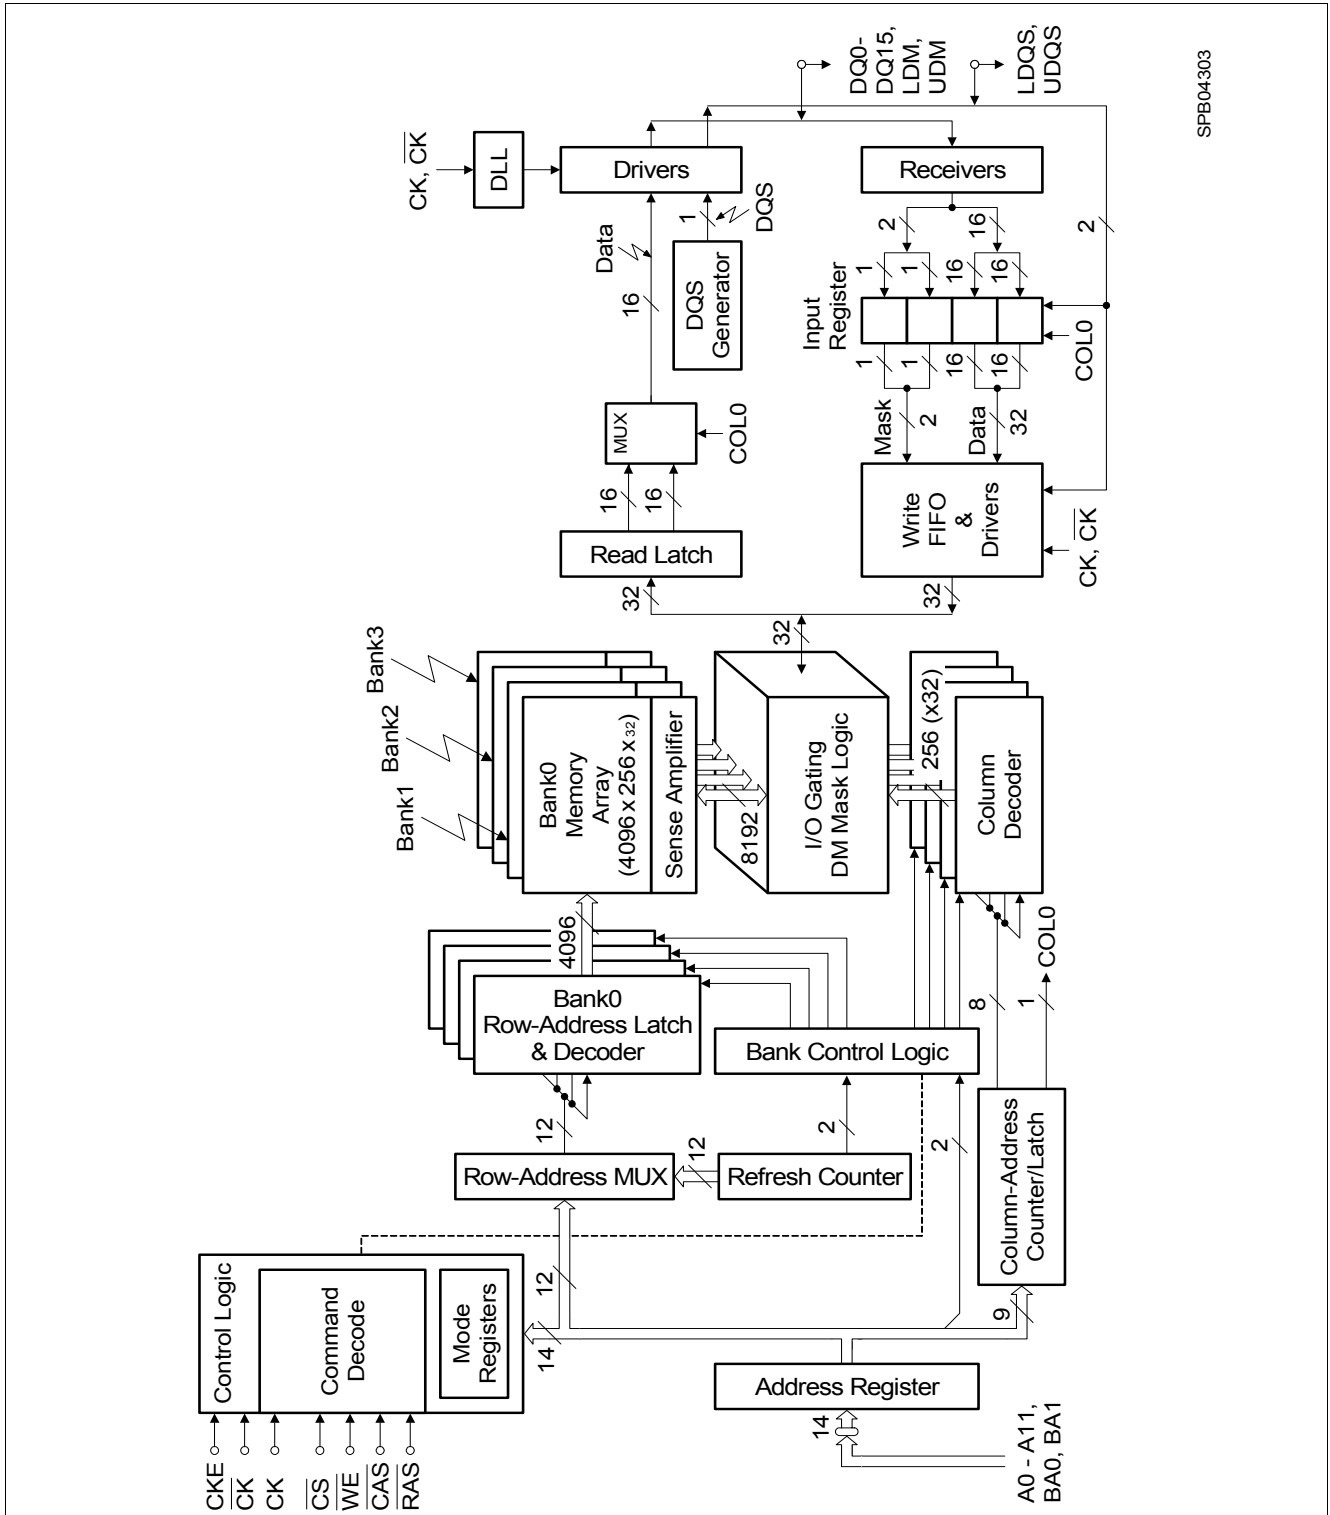 CKE
CK
CK
CS
WE
CAS
RAS
Control Logic
Command
Decode
Mode
Registers
14
12
9
Address Register
14
A0 - A11,
BA0, BA1
Row-Address MUX
12
Refresh Counter
12
2
2
Column-Address
Counter/Latch
8
1
COL0
Bank0
Row-Address Latch
& Decoder
4096
Bank Control Logic
Bank1
Bank2
Bank3
Bank0
Memory
Array
(4096 x 256 x 32)
Sense Amplifier
8192
I/O Gating
DM Mask Logic
256 (x32)
Column
Decoder
32
32
32
Read Latch
16
16
MUX
COL0
16
Data
DQS
Generator
1
DQS
CK, CK
DLL
Drivers
Write
FIFO
&
Drivers
CK, CK
Mask
2
Data
32
1
1
16
16
Input
Register
COL0
1
1
16
16
2
16
Receivers
2
DQ0-
DQ15,
LDM,
UDM
LDQS,
UDQS
SPB04303